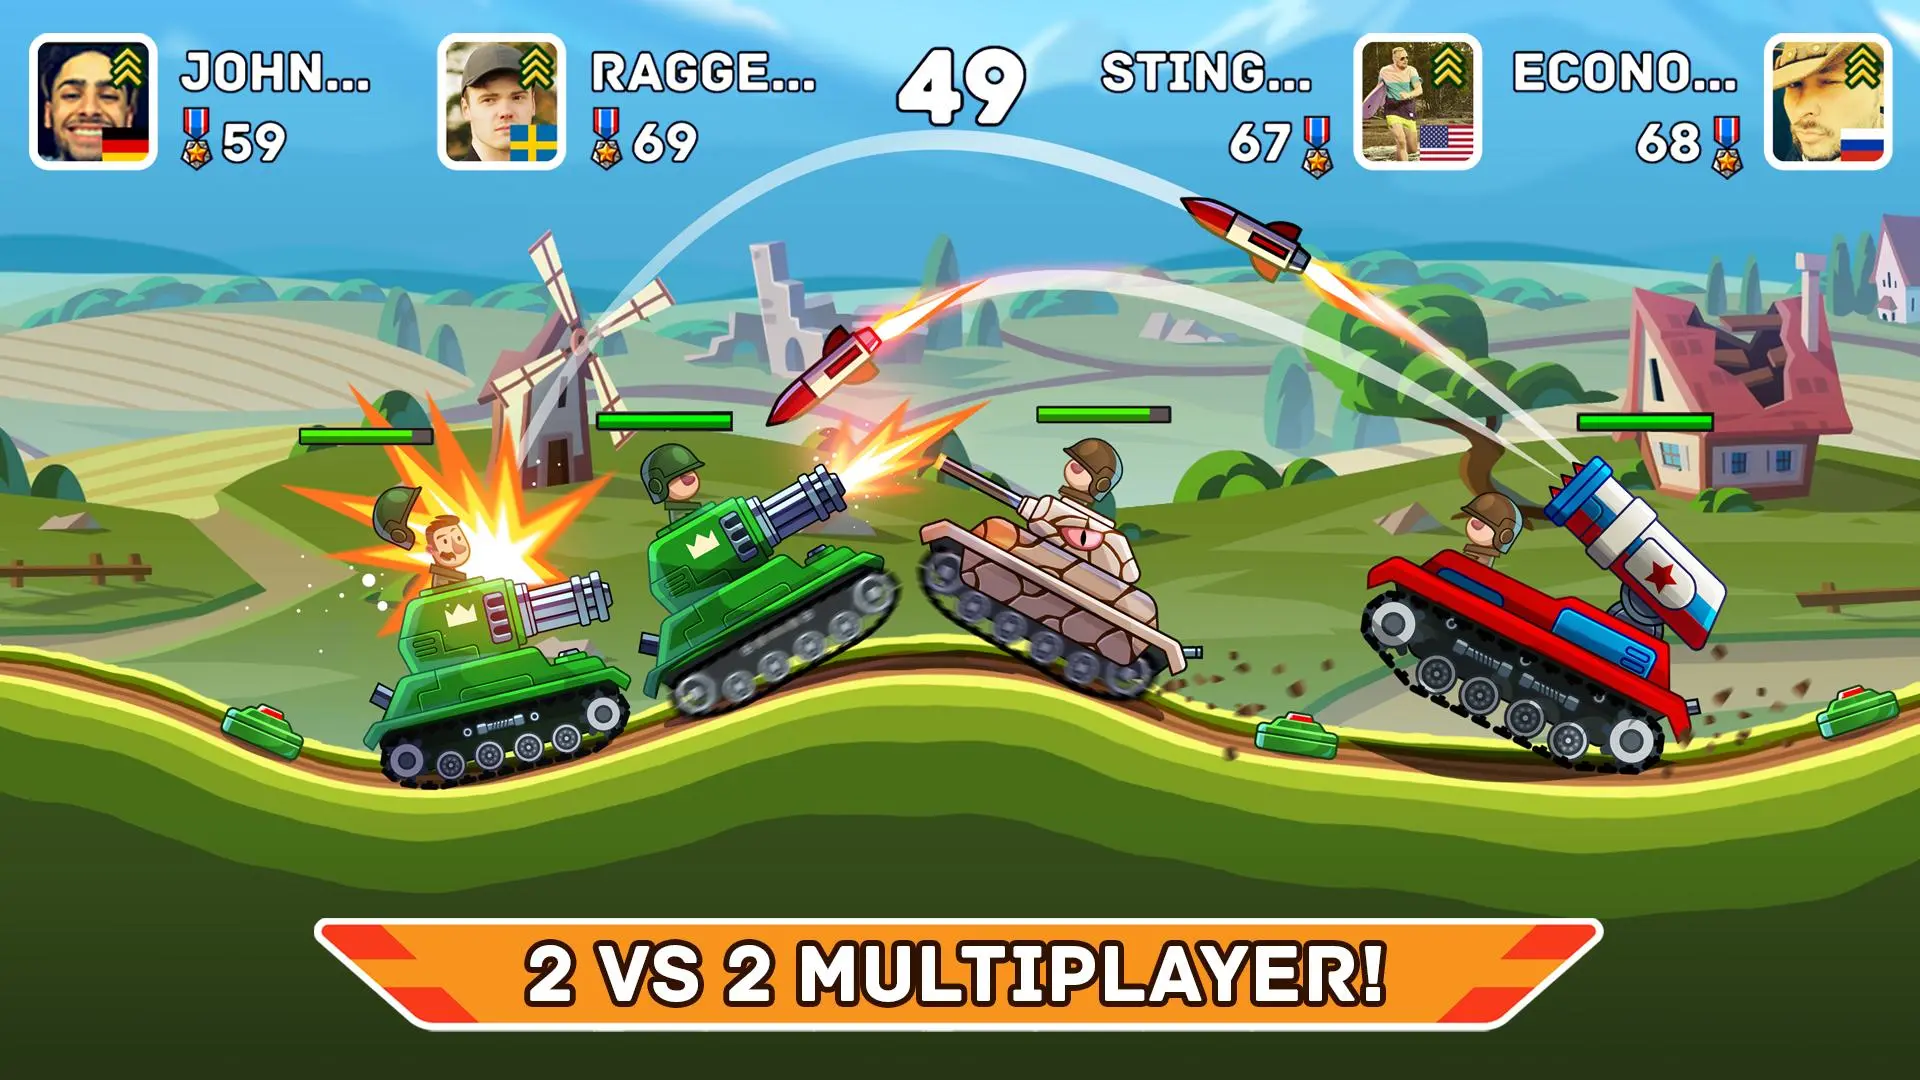 JOHN...
59
RAGGE...
69
49
STING...
67
ECONO...
68
2 VS 2 MULTIPLAYER!